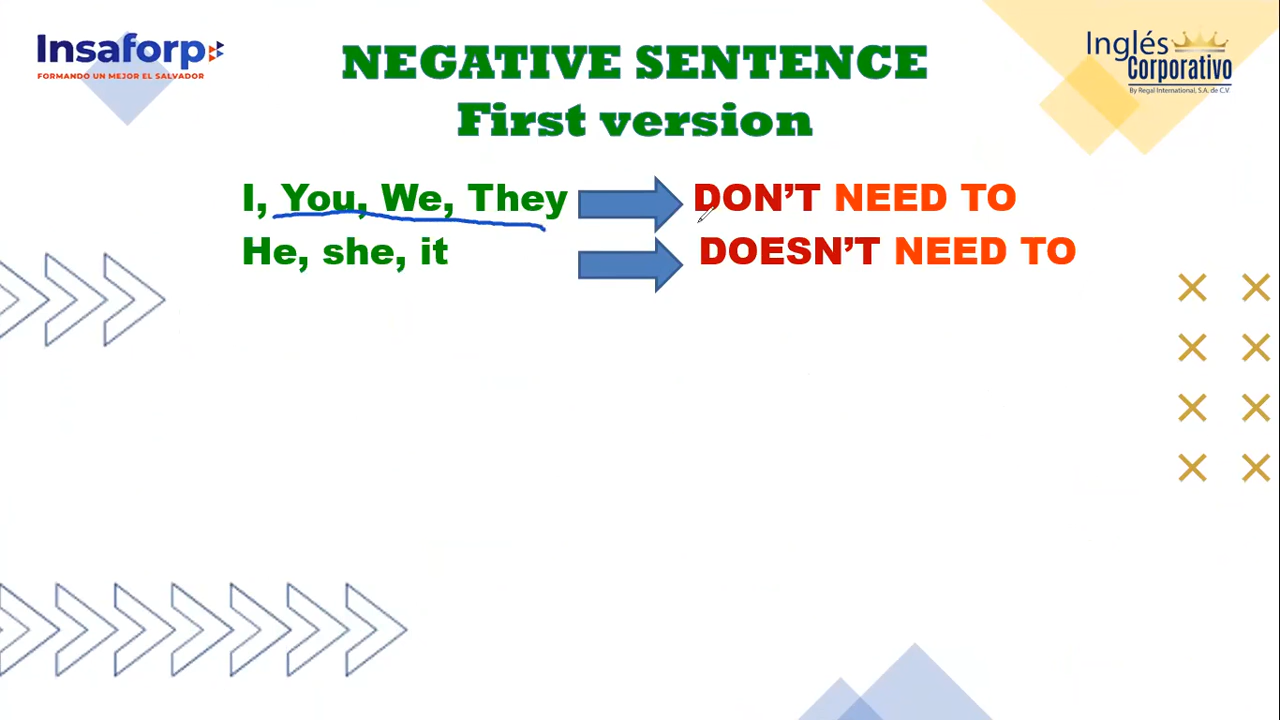 Insaforp
FORMANDO UN MEJOR EL SALVADOR
Inglés
Corporativo
By Regal International, S.A. de C.V.
NEGATIVE SENTENCE
First version
I, You, We, They DON’T NEED TO
He, she, it DOESN’T NEED TO